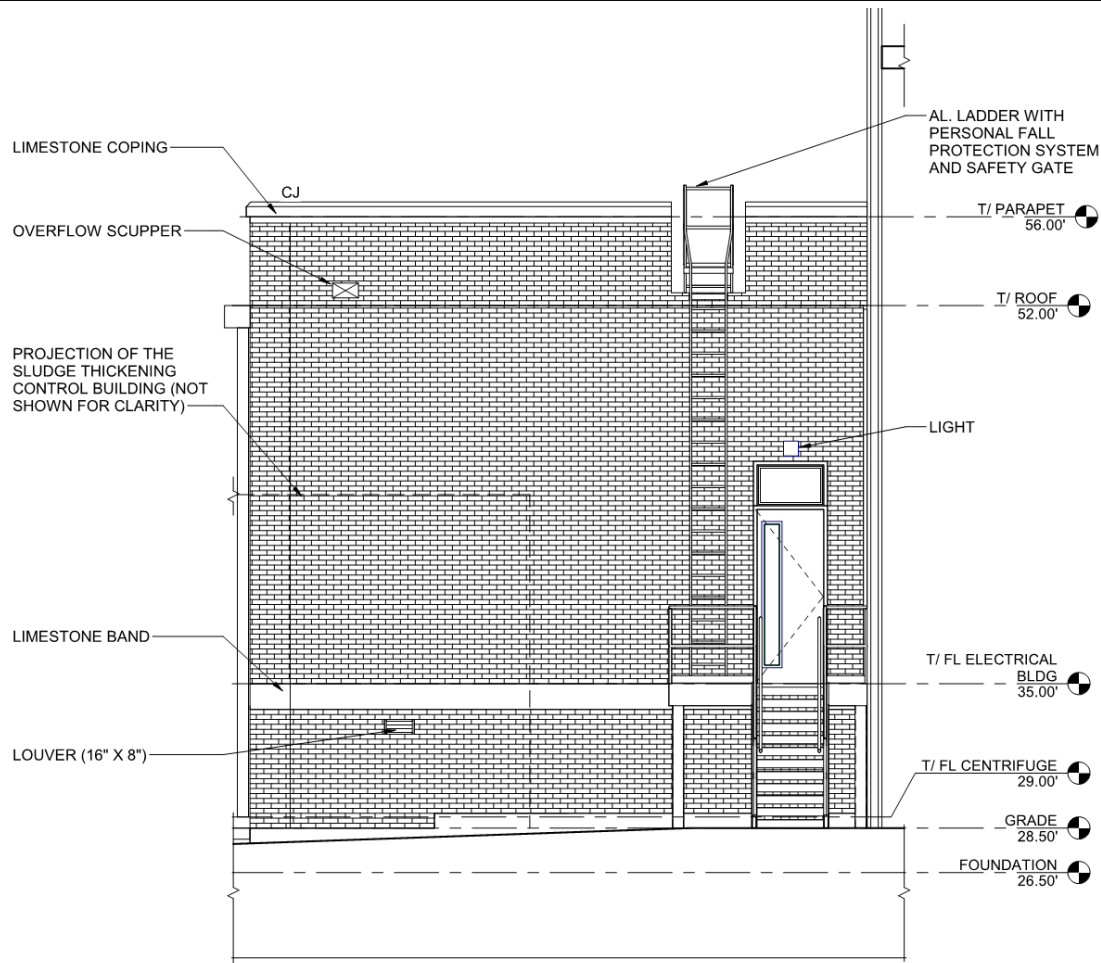 LIMESTONE COPING
CJ
OVERFLOW SCUPPER
PROJECTION OF THE
SLUDGE THICKENING
CONTROL BUILDING (NOT
SHOWN FOR CLARITY)
LIMESTONE BAND
LOUVER (16" X 8")
AL. LADDER WITH
PERSONAL FALL
PROTECTION SYSTEM
AND SAFETY GATE
T/ PARAPET
56.00'
T/ ROOF
52.00'
LIGHT
T/ FL ELECTRICAL
BLDG
35.00'
T/ FL CENTRIFUGE
29.00'
GRADE
28.50'
FOUNDATION
26.50'